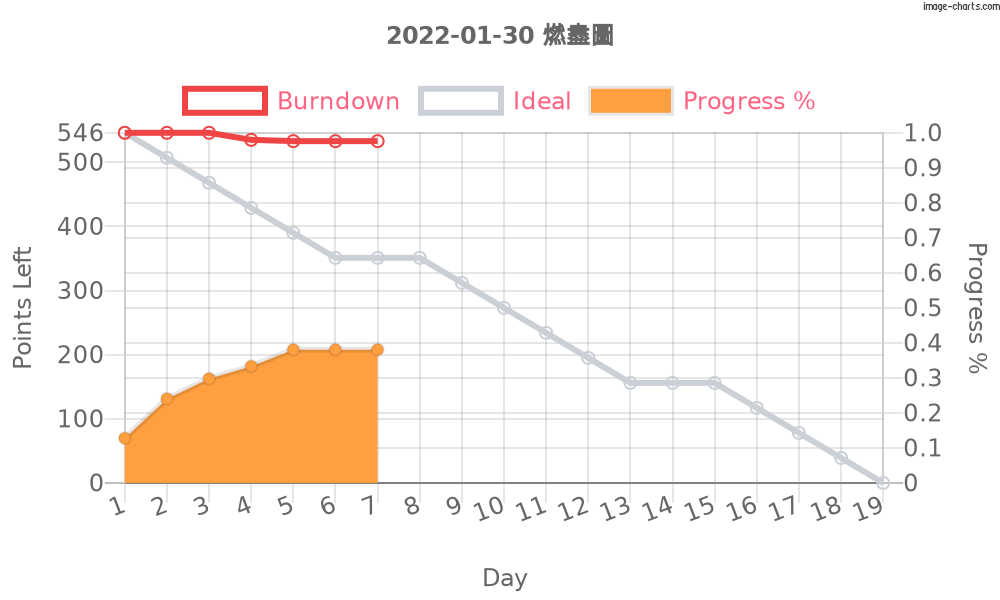 image-charts.com
2022-01-30 燃盡圖
Burndown Ideal Progress %
546 1.0
500 0.9
0.8
400 0.7
0.6
300 0.5
0.4
200 0.3
0.2
100 0.1
0 0
Points Left
Progress %
1 2 3 4 5 6 7 8 9 10 11 12 13 14 15 16 17 18 19
Day